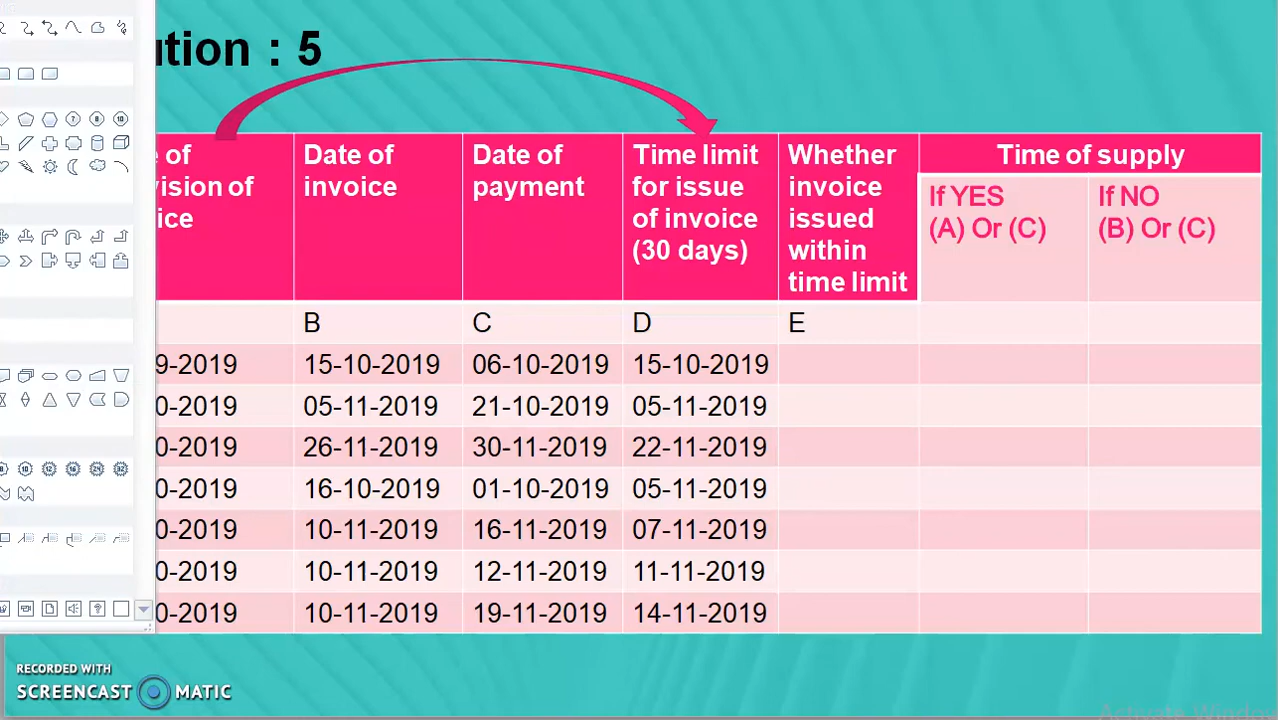 ution : 5
e of
vision of
ice
Date of
invoice
Date of
payment
Time limit
for issue
of invoice
(30 days)
Whether
invoice
issued
within
time limit
Time of supply
If YES
(A) Or (C)
If NO
(B) Or (C)
B C D E
9-2019 15-10-2019 06-10-2019 15-10-2019
0-2019 05-11-2019 21-10-2019 05-11-2019
0-2019 26-11-2019 30-11-2019 22-11-2019
0-2019 16-10-2019 01-10-2019 05-11-2019
0-2019 10-11-2019 16-11-2019 07-11-2019
0-2019 10-11-2019 12-11-2019 11-11-2019
0-2019 10-11-2019 19-11-2019 14-11-2019
RECORDED WITH
SCREENCAST MATIC
Activate Window